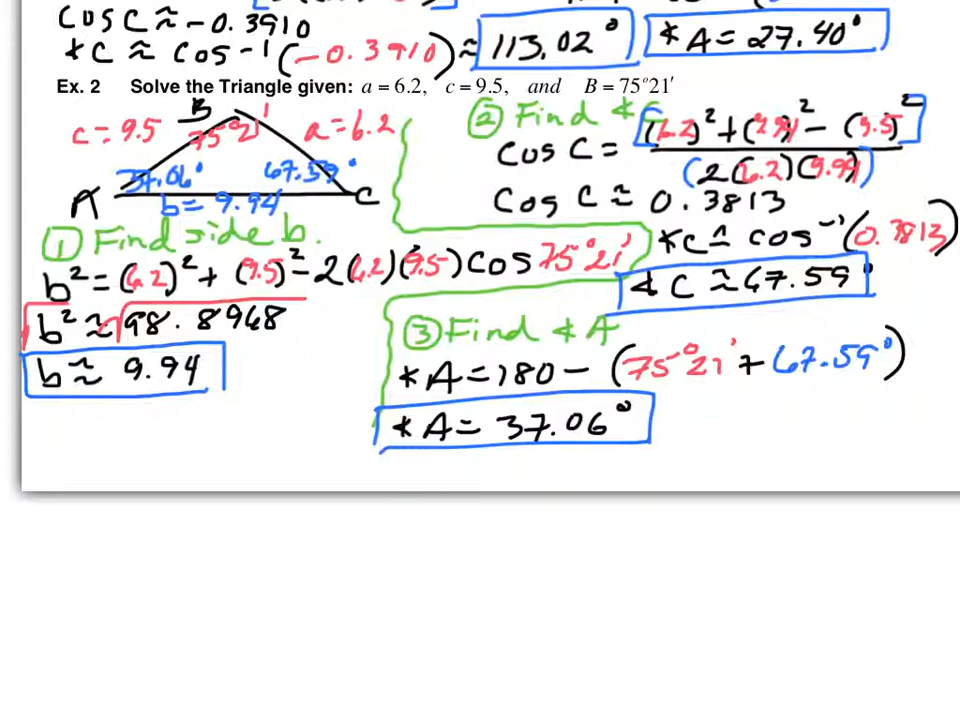 cos C ≈ -0.3910
∡C ≈ cos⁻¹(-0.3910) ≈ 113.02°
∡A = 27.40°
Ex. 2 Solve the Triangle given: a = 6.2, c = 9.5, and B = 75°21′
B
c = 9.5
75°21′
a = 6.2
37.06°
67.59°
A
C
b = 9.94
① Find side b.
b² = (6.2)² + (9.5)² - 2(6.2)(9.5) cos 75°21′
b² ≈ √98.8968
b ≈ 9.94
② Find ∡C
cos C = (6.2)² + (9.94)² - (9.5)²
(2(6.2)(9.94))
cos C ≈ 0.3813
∡C ≈ cos⁻¹(0.3813)
∡C ≈ 67.59°
③ Find ∡A
∡A = 180 - (75°21′ + 67.59°)
∡A = 37.06°